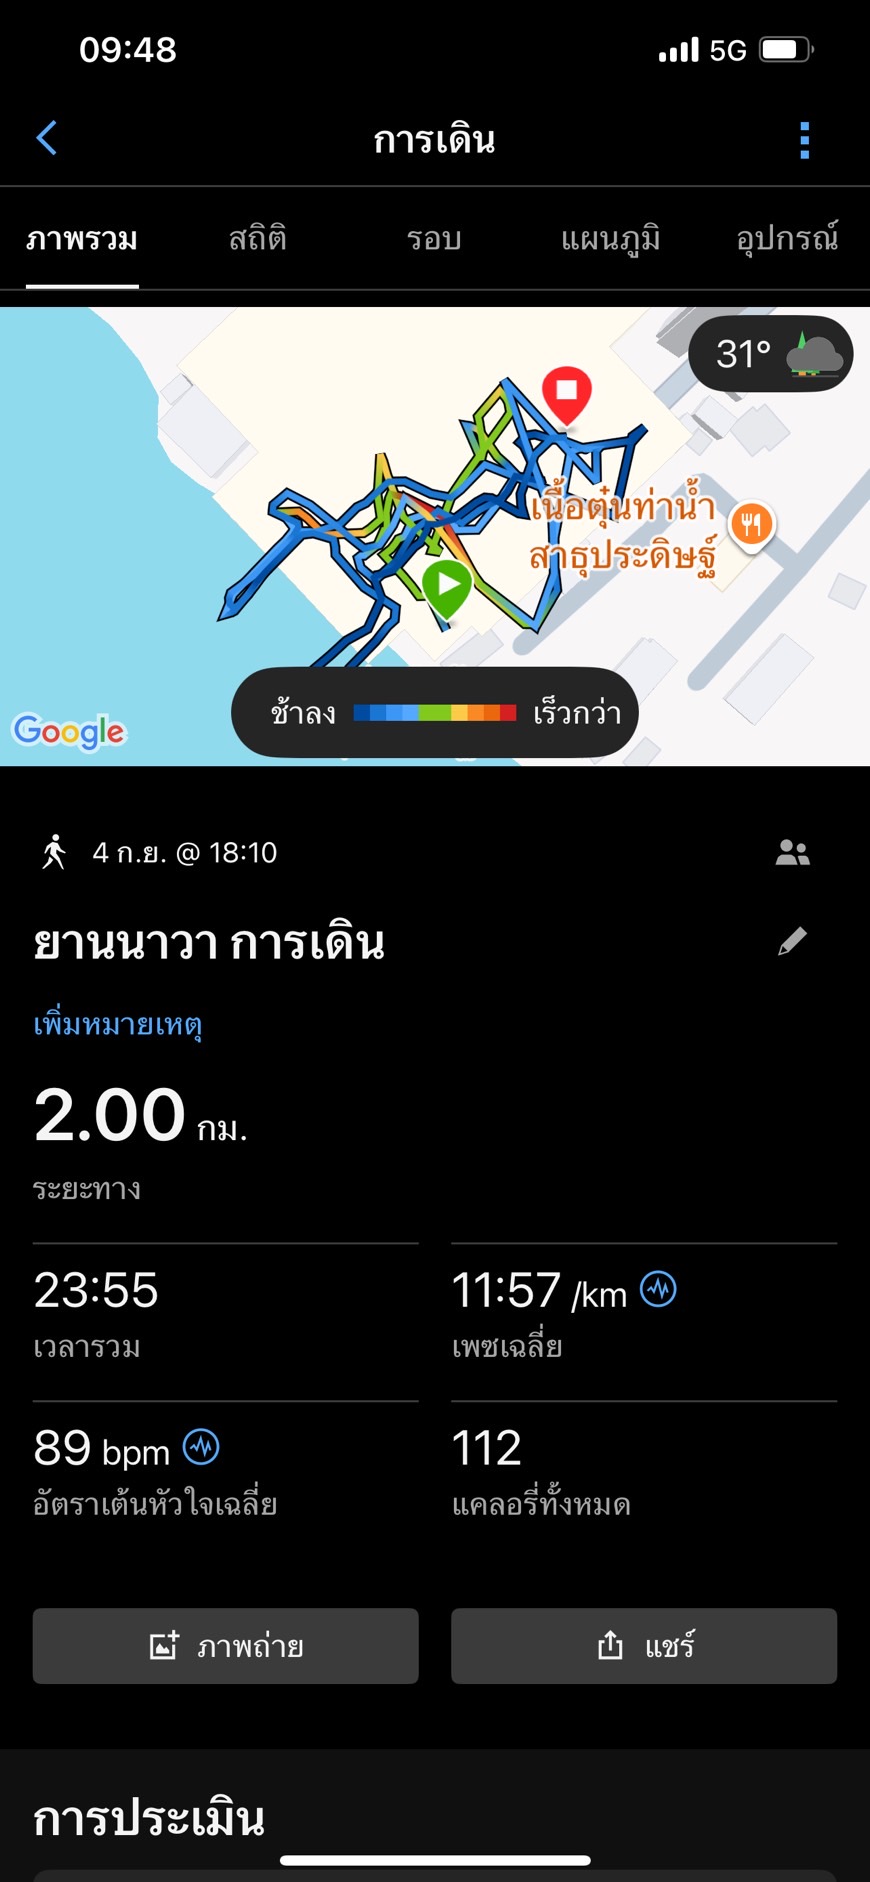 09:48
5G
การเดิน
ภาพรวม สถิติ รอบ แผนภูมิ อุปกรณ์
31°
เนื้อตุ๋นท่าน้ำ
สาธุประดิษฐ์
ช้าลง เร็วกว่า
Google
4 ก.ย. @ 18:10
ยานนาวา การเดิน
เพิ่มหมายเหตุ
2.00 กม.
ระยะทาง
23:55 11:57 /km
เวลารวม เพซเฉลี่ย
89 bpm 112
อัตราเต้นหัวใจเฉลี่ย แคลอรี่ทั้งหมด
ภาพถ่าย แชร์
การประเมิน